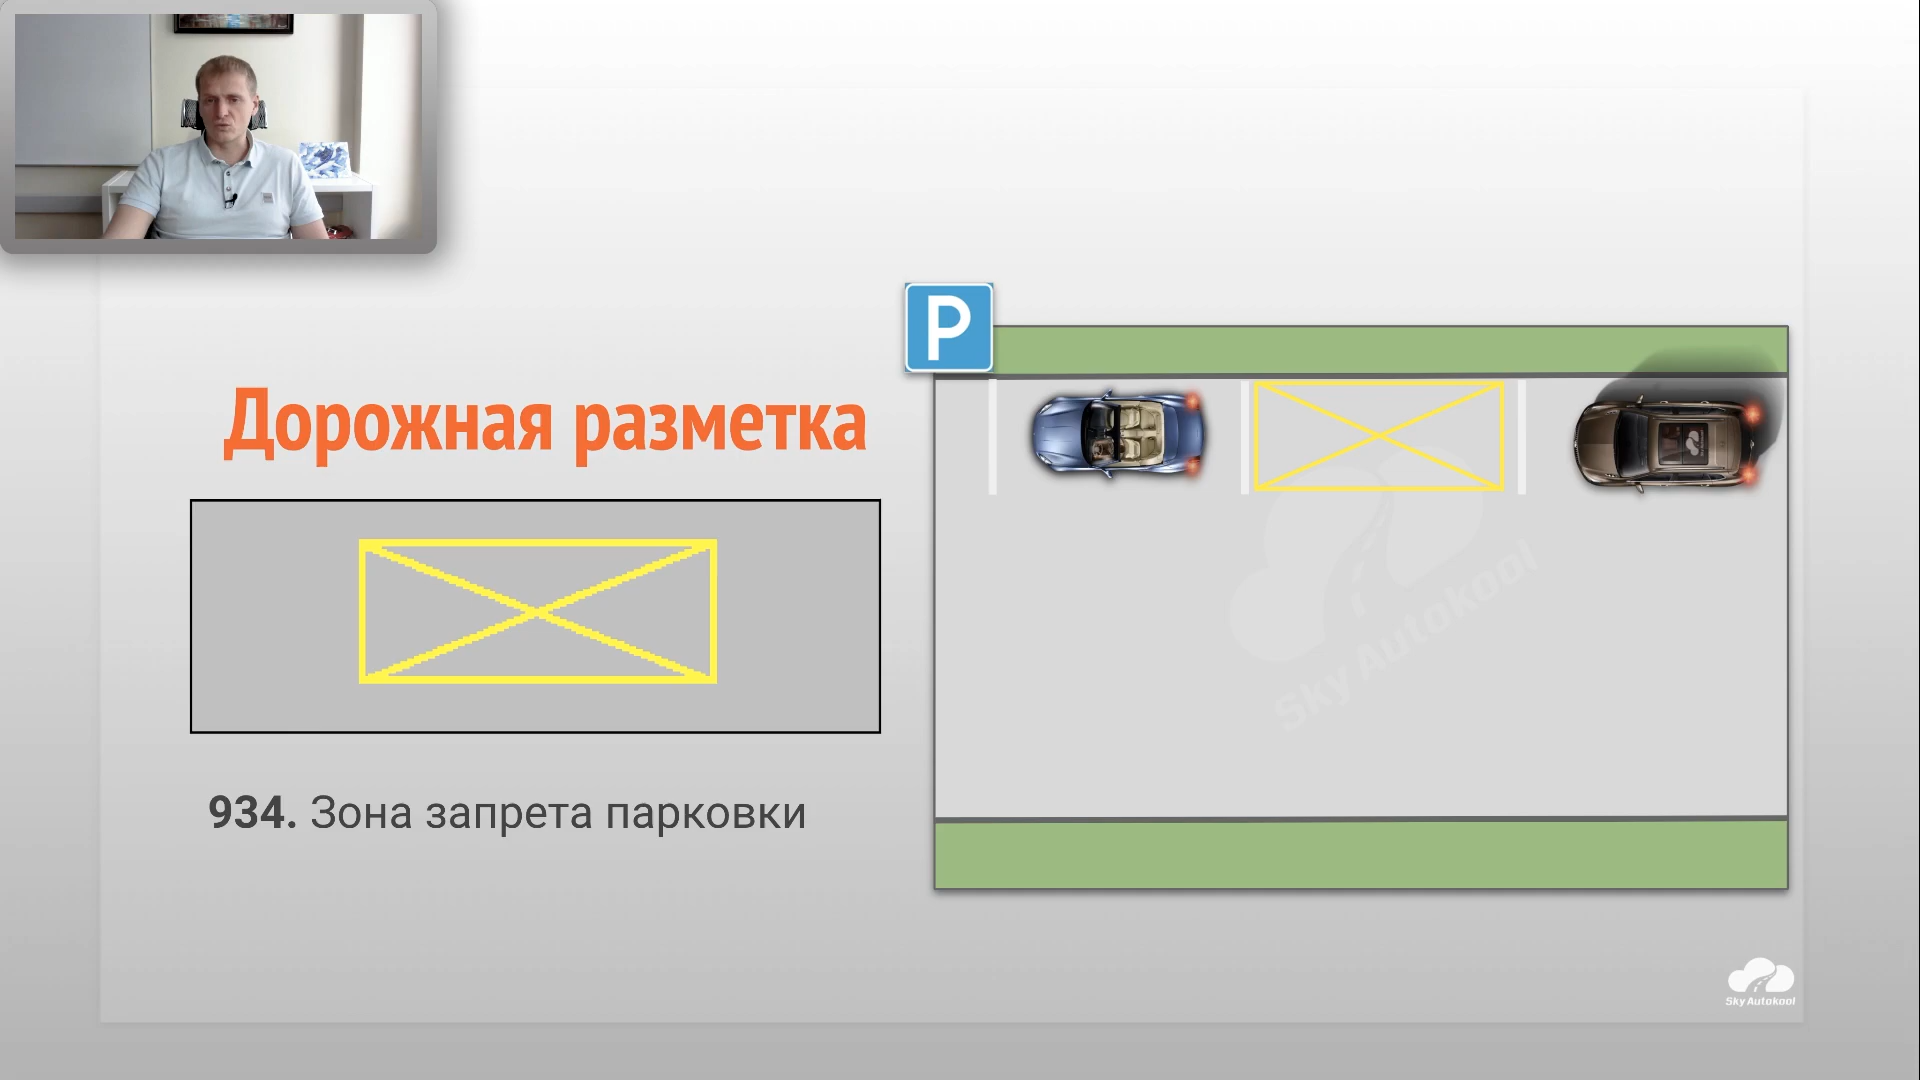 P
Дорожная разметка
934. Зона запрета парковки
Sky Autokool
Sky Autokool